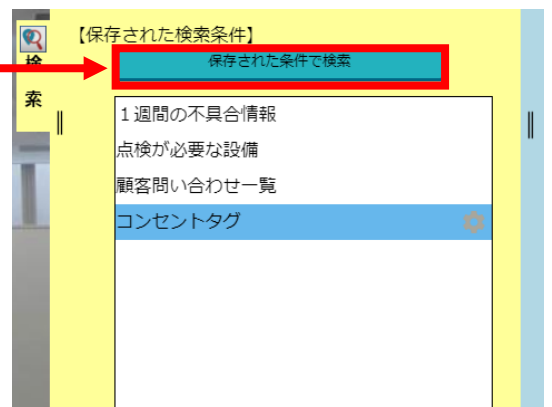 【保存された検索条件】
保存された条件で検索
検
索
１週間の不具合情報
点検が必要な設備
顧客問い合わせ一覧
コンセントタグ